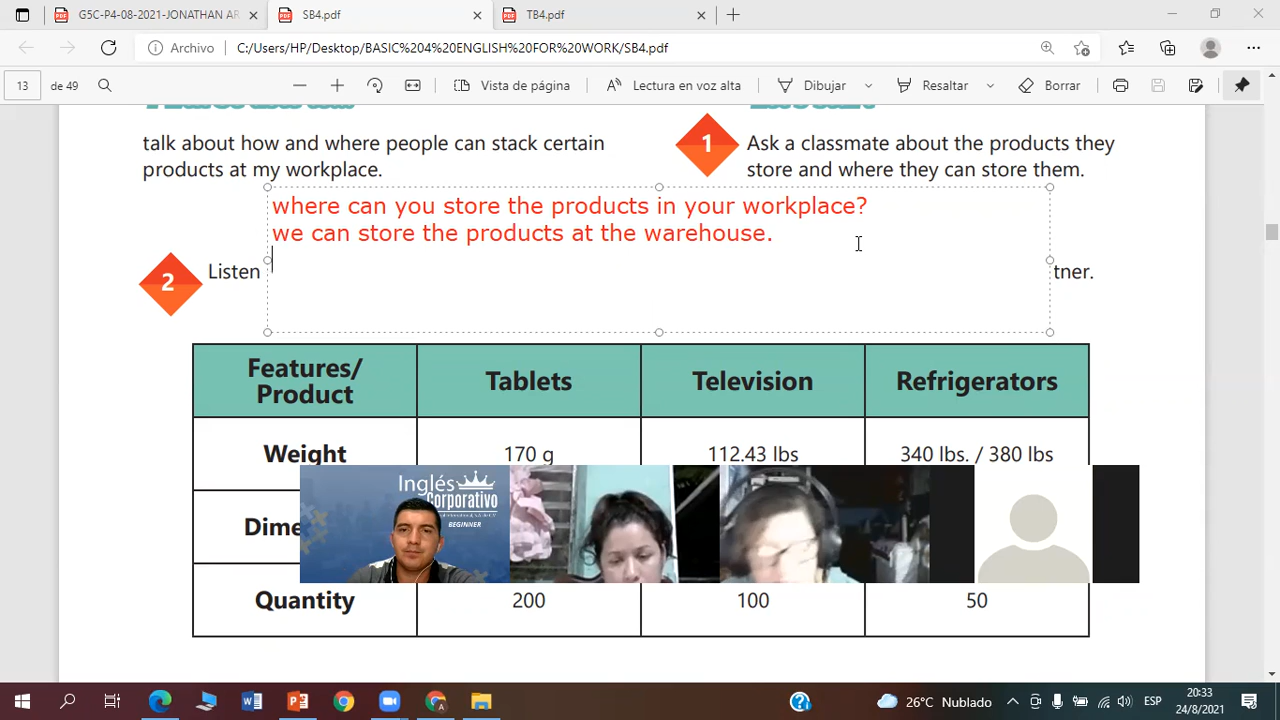 G5C-P4-08-2021-JONATHAN AR
SB4.pdf
TB4.pdf
Archivo
C:/Users/HP/Desktop/BASIC%204%20ENGLISH%20FOR%20WORK/SB4.pdf
13 de 49
Vista de página
Lectura en voz alta
Dibujar
Resaltar
Borrar
talk about how and where people can stack certain
products at my workplace.
1
Ask a classmate about the products they
store and where they can store them.
where can you store the products in your workplace?
we can store the products at the warehouse.
2
Listen
tner.
Features/
Product
Tablets
Television
Refrigerators
Weight
170 g
112.43 lbs
340 lbs. / 380 lbs
Dime
Inglés
Corporativo
BEGINNER
Quantity
200
100
50
26°C Nublado
ESP
20:33
24/8/2021